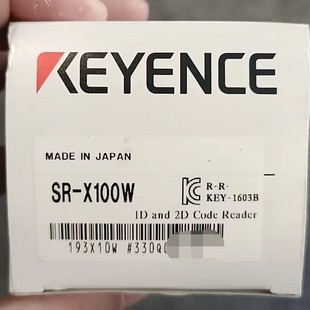 KEYENCE
MADE IN JAPAN
SR-X100W
R-R-
KEY-1603B
1D and 2D Code Reader
193X10W #330Q